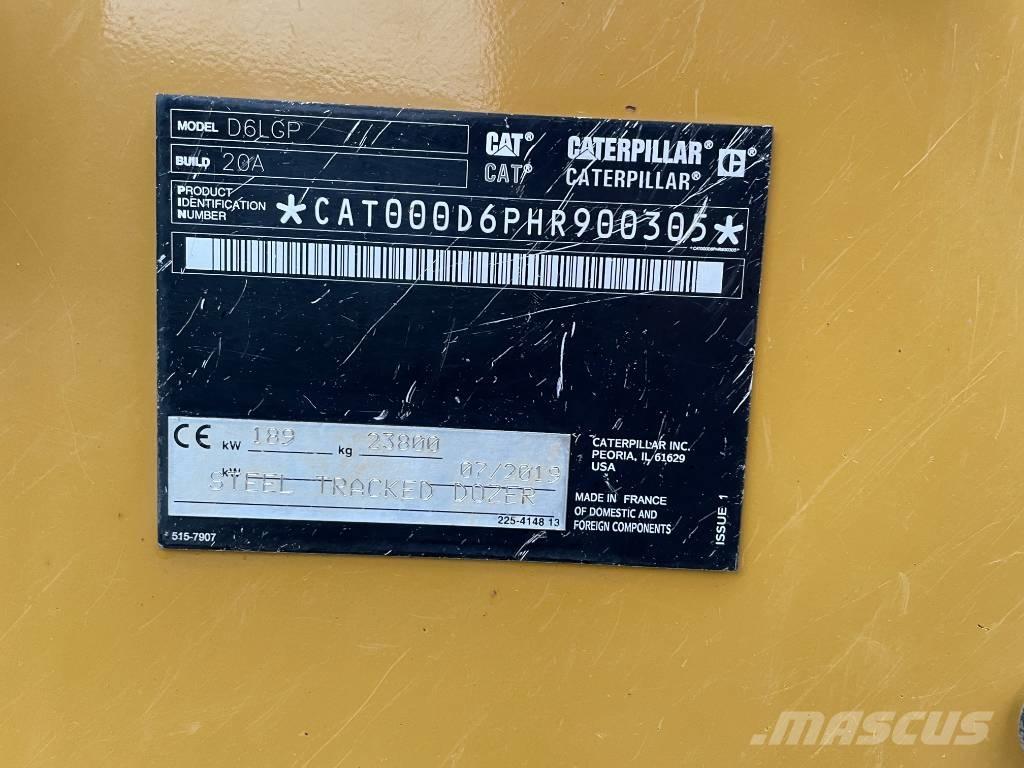 MODEL D6LGP
BUILD 20A
CAT® CATERPILLAR®
CAT® CATERPILLAR®
PRODUCT
IDENTIFICATION
NUMBER
*CAT000D6PHR900305*
*CAT000D6PHR900305*
CE kW 189 kg 23800
kW 07/2019
STEEL TRACKED DOZER
225-4148 13
CATERPILLAR INC.
PEORIA, IL 61629
USA
MADE IN FRANCE
OF DOMESTIC AND
FOREIGN COMPONENTS
ISSUE 1
515-7907
MASCUS